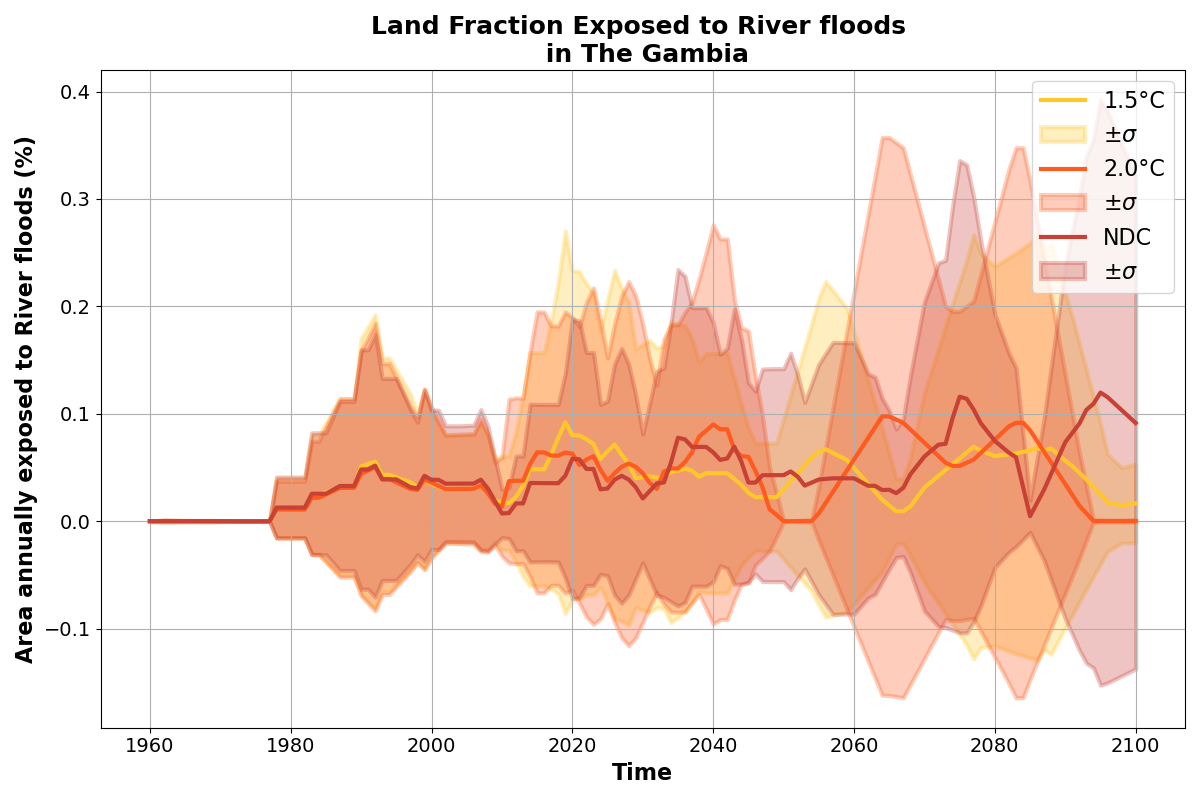 Land Fraction Exposed to River floods
in The Gambia
Area annually exposed to River floods (%)
0.4
0.3
0.2
0.1
0.0
−0.1
1.5°C
±σ
2.0°C
±σ
NDC
±σ
1960
1980
2000
2020
2040
2060
2080
2100
Time